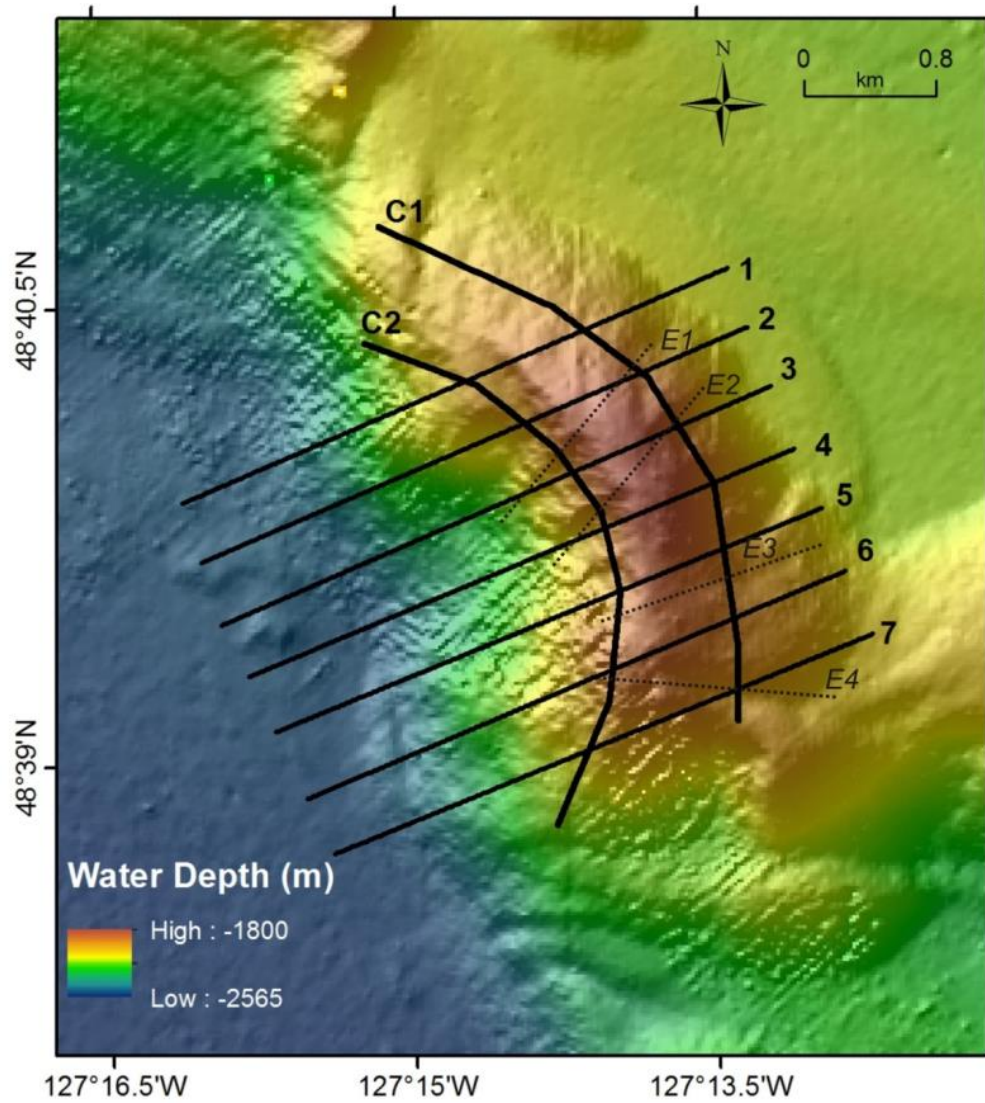 N
0 0.8
km
C1
1
C2
2
E1
3
E2
4
5
E3
6
7
E4
48°40.5'N
48°39'N
Water Depth (m)
High : -1800
Low : -2565
127°16.5'W 127°15'W 127°13.5'W